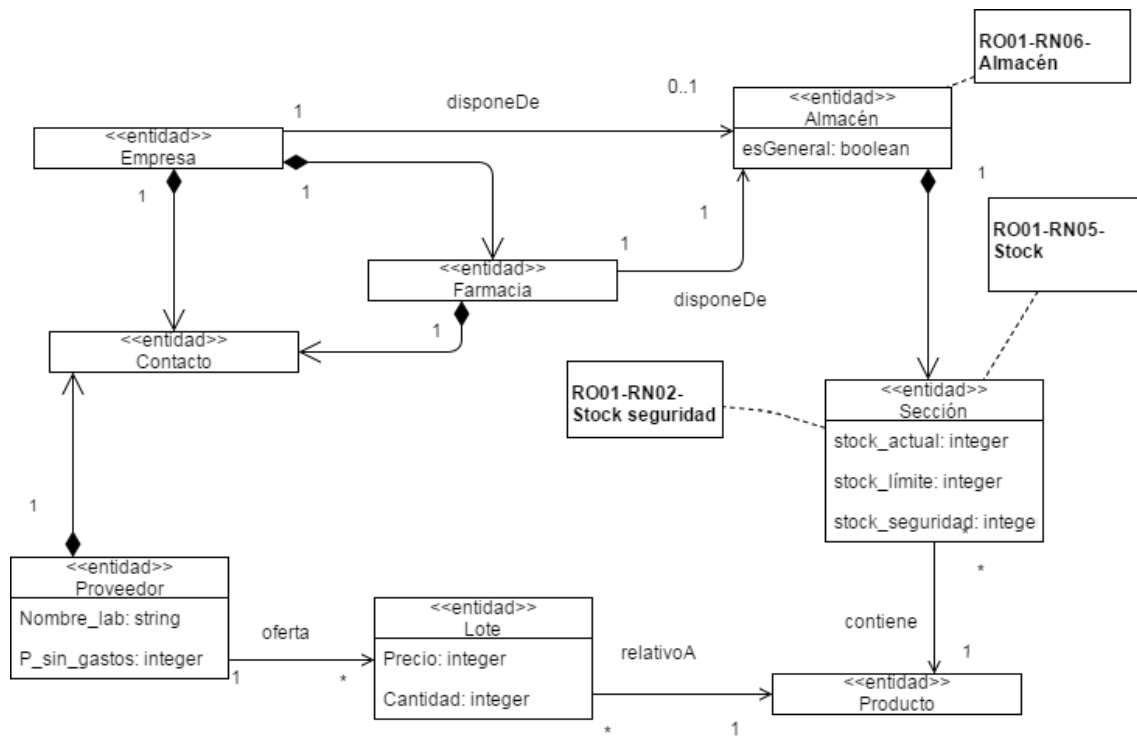 RO01-RN06-
Almacén
disponeDe
1
0..1
<<entidad>>
Almacén
esGeneral: boolean
<<entidad>>
Empresa
1
1
1
1
1
RO01-RN05-
Stock
<<entidad>>
Farmacia
disponeDe
1
<<entidad>>
Contacto
RO01-RN02-
Stock seguridad
<<entidad>>
Sección
stock_actual: integer
stock_límite: integer
stock_seguridad: intege
*
*
1
<<entidad>>
Proveedor
Nombre_lab: string
P_sin_gastos: integer
oferta
1
*
<<entidad>>
Lote
Precio: integer
Cantidad: integer
relativoA
*
1
contiene
1
<<entidad>>
Producto